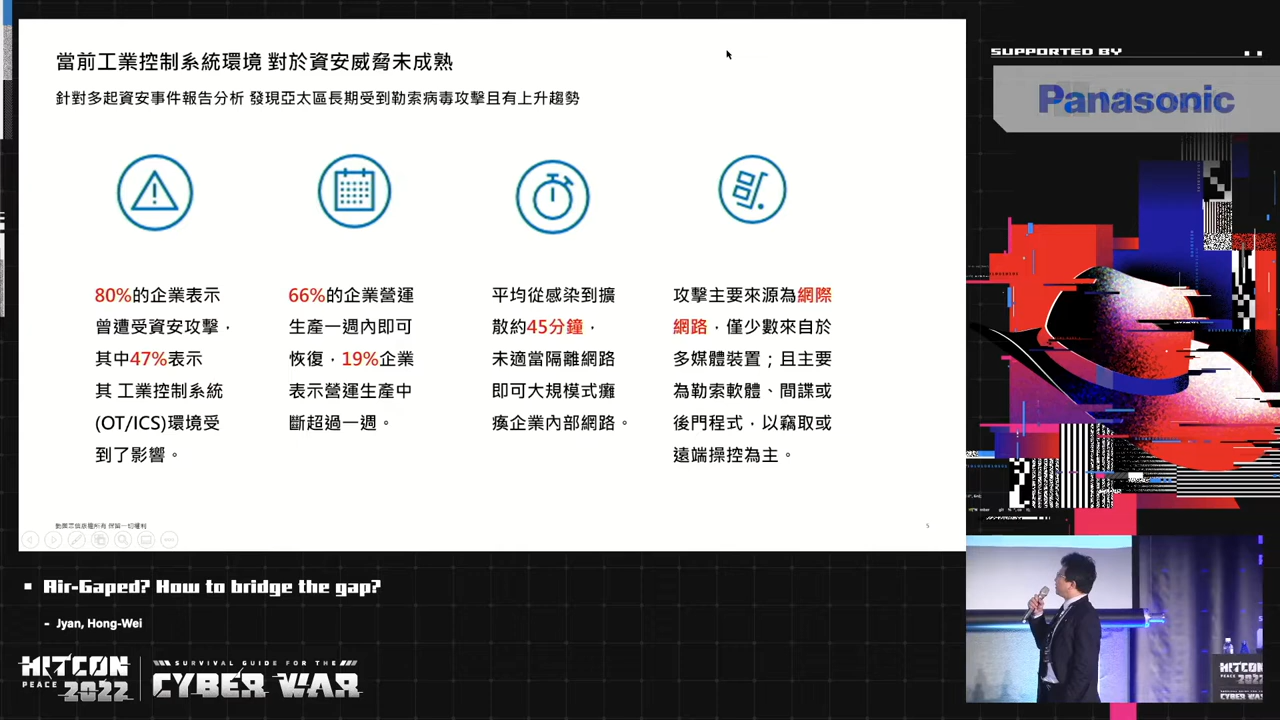 當前工業控制系統環境 對於資安威脅未成熟
針對多起資安事件報告分析 發現亞太區長期受到勒索病毒攻擊且有上升趨勢
80%的企業表示
曾遭受資安攻擊，
其中47%表示
其 工業控制系統
(OT/ICS)環境受
到了影響。
66%的企業營運
生產一週內即可
恢復，19%企業
表示營運生產中
斷超過一週。
平均從感染到擴
散約45分鐘，
未適當隔離網路
即可大規模式癱
瘓企業內部網路。
攻擊主要來源為網際
網路，僅少數來自於
多媒體裝置；且主要
為勒索軟體、間諜或
後門程式，以竊取或
遠端操控為主。
5
SUPPORTED BY
Panasonic
Air-Gaped? How to bridge the gap?
- Jyan, Hong-Wei
HITCON
PEACE 2022
SURVIVAL GUIDE FOR THE
CYBER WAR
HITCON
2022
CYBER WAR